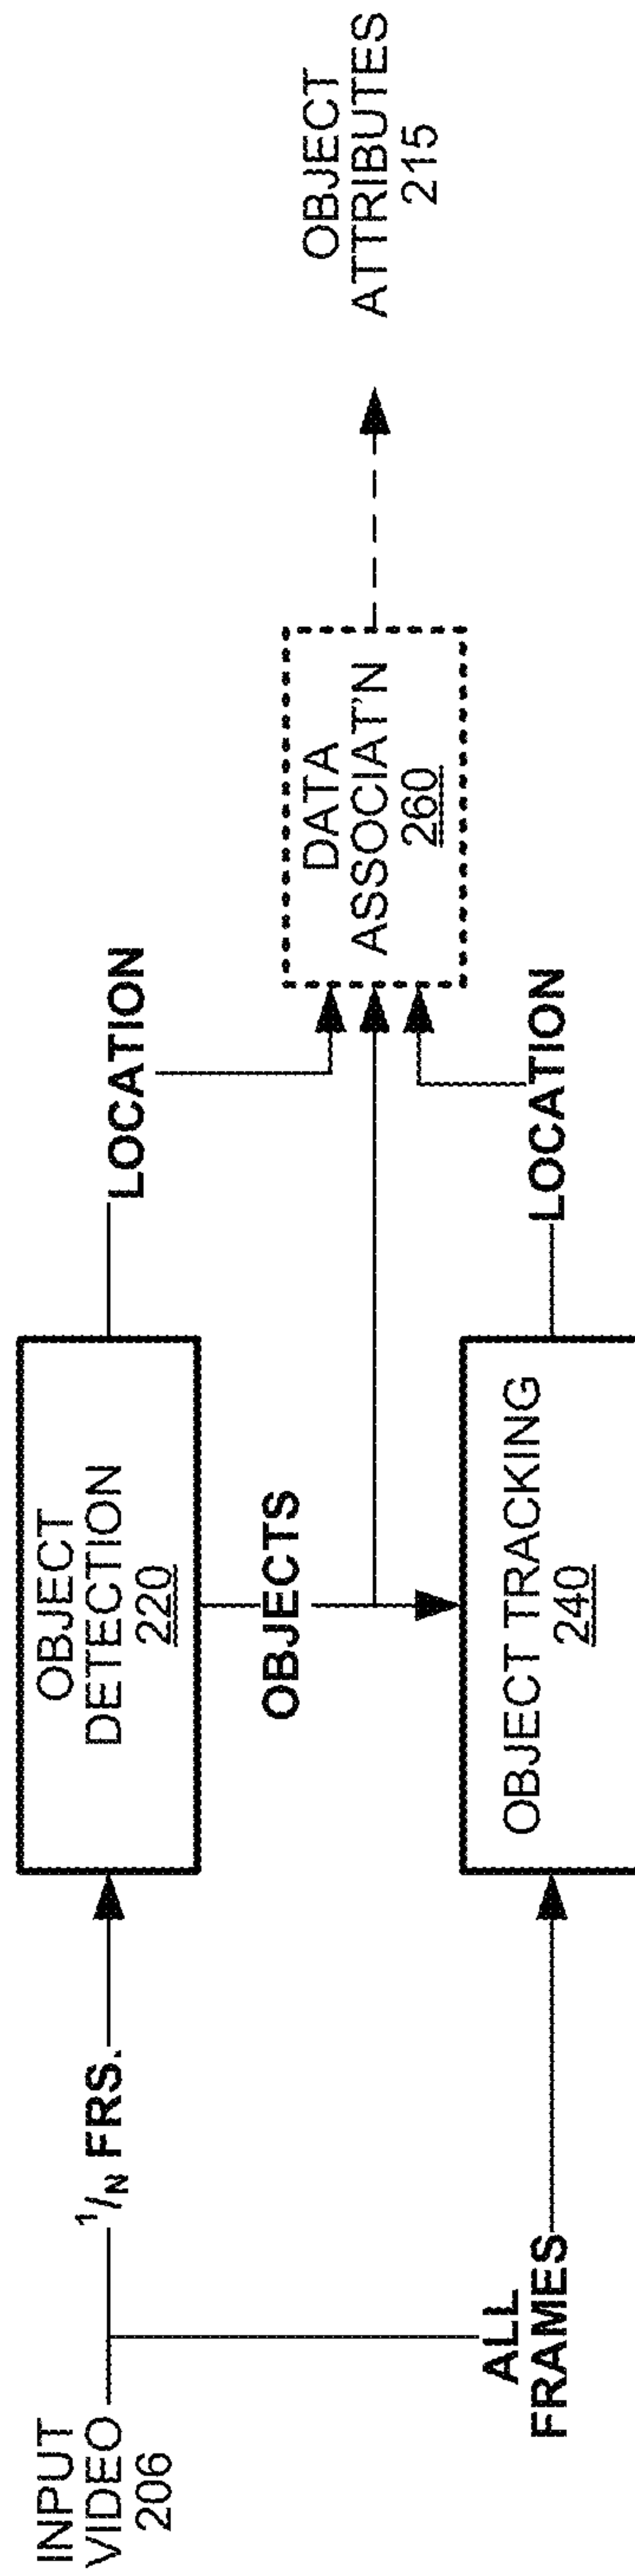 INPUT
VIDEO
206
¹/N FRS.
ALL
FRAMES
OBJECT
DETECTION
220
OBJECTS
OBJECT TRACKING
240
LOCATION
LOCATION
DATA
ASSOCIAT'N
260
OBJECT
ATTRIBUTES
215